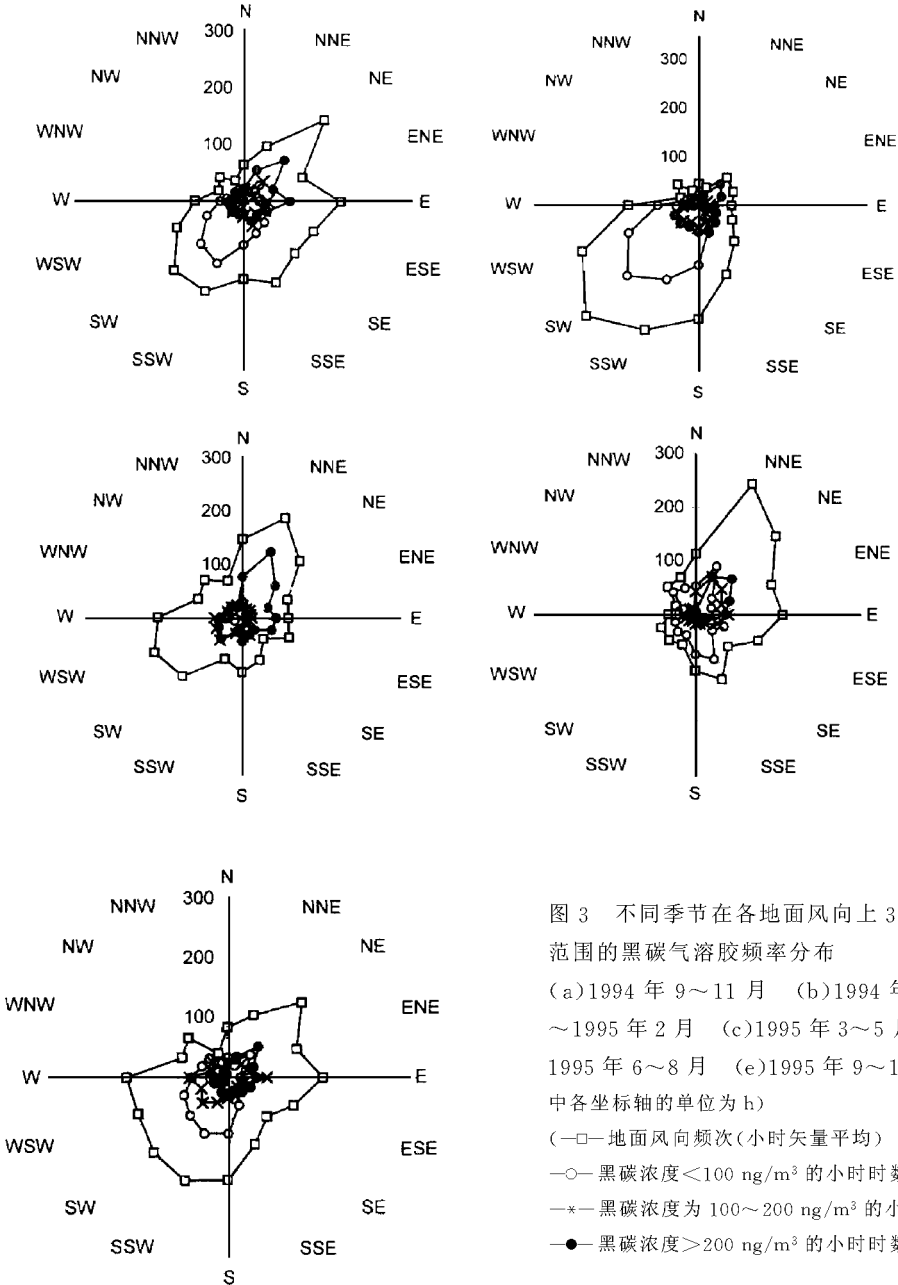 N
300
NNW
NNE
NW
200
NE
WNW
100
ENE
W
E
WSW
ESE
SW
SE
SSW
SSE
S
N
300
NNW
NNE
NW
200
NE
WNW
100
ENE
W
E
WSW
ESE
SW
SE
SSW
SSE
S
N
300
NNW
NNE
NW
200
NE
WNW
100
ENE
W
E
WSW
ESE
SW
SE
SSW
SSE
S
N
300
NNW
NNE
NW
200
NE
WNW
100
ENE
W
E
WSW
ESE
SW
SE
SSW
SSE
S
N
300
NNW
NNE
NW
200
NE
WNW
100
ENE
W
E
WSW
ESE
SW
SE
SSW
SSE
S
图 3 不同季节在各地面风向上 3
范围的黑碳气溶胶频率分布
(a)1994 年 9~11 月 (b)1994 年
~1995 年 2 月 (c)1995 年 3~5
1995 年 6~8 月 (e)1995 年 9~1
中各坐标轴的单位为 h)
(—□—地面风向频次(小时矢量平均)
—○—黑碳浓度<100 ng/m³ 的小时时数
—*—黑碳浓度为 100~200 ng/m³ 的小
—●—黑碳浓度>200 ng/m³ 的小时时数